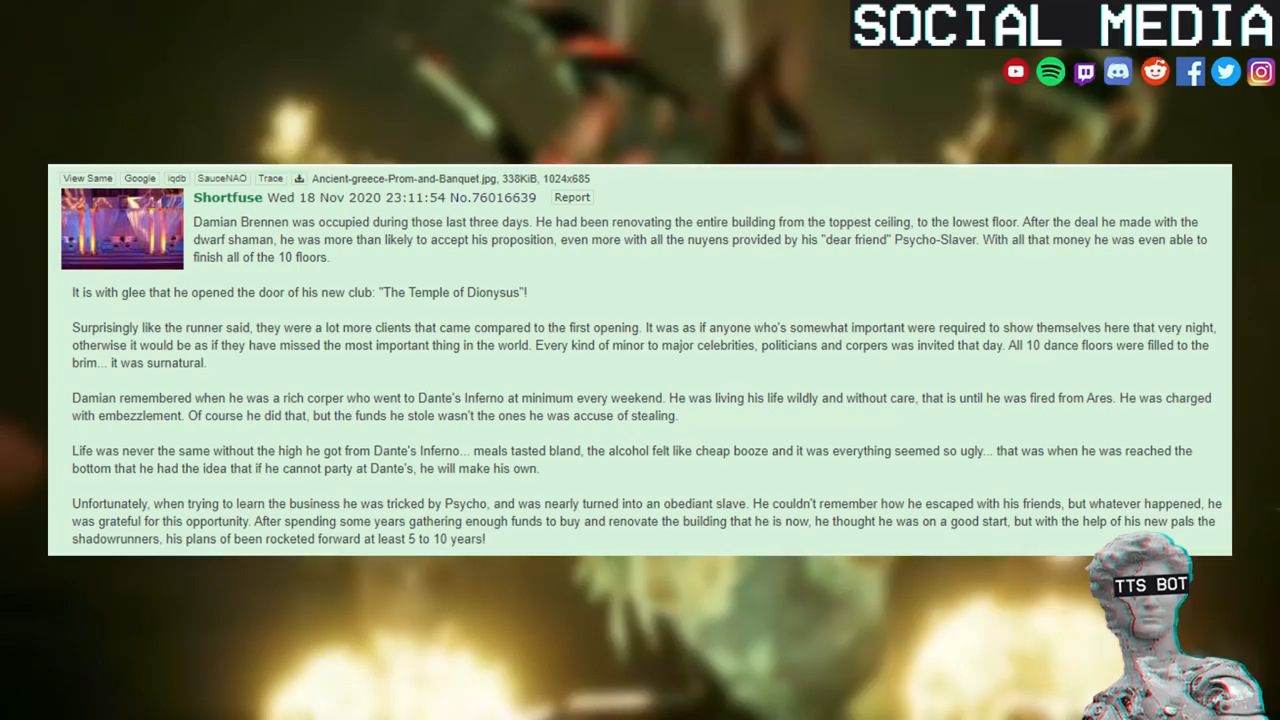 SOCIAL MEDIA
View Same Google iqdb SauceNAO Trace Ancient-greece-Prom-and-Banquet.jpg, 338KiB, 1024x685
Shortfuse Wed 18 Nov 2020 23:11:54 No.76016639 Report
Damian Brennen was occupied during those last three days. He had been renovating the entire building from the toppest ceiling, to the lowest floor. After the deal he made with the
dwarf shaman, he was more than likely to accept his proposition, even more with all the nuyens provided by his "dear friend" Psycho-Slaver. With all that money he was even able to
finish all of the 10 floors.
It is with glee that he opened the door of his new club: "The Temple of Dionysus"!
Surprisingly like the runner said, they were a lot more clients that came compared to the first opening. It was as if anyone who's somewhat important were required to show themselves here that very night,
otherwise it would be as if they have missed the most important thing in the world. Every kind of minor to major celebrities, politicians and corpers was invited that day. All 10 dance floors were filled to the
brim... it was surnatural.
Damian remembered when he was a rich corper who went to Dante's Inferno at minimum every weekend. He was living his life wildly and without care, that is until he was fired from Ares. He was charged
with embezzlement. Of course he did that, but the funds he stole wasn't the ones he was accuse of stealing.
Life was never the same without the high he got from Dante's Inferno... meals tasted bland, the alcohol felt like cheap booze and it was everything seemed so ugly... that was when he was reached the
bottom that he had the idea that if he cannot party at Dante's, he will make his own.
Unfortunately, when trying to learn the business he was tricked by Psycho, and was nearly turned into an obediant slave. He couldn't remember how he escaped with his friends, but whatever happened, he
was grateful for this opportunity. After spending some years gathering enough funds to buy and renovate the building that he is now, he thought he was on a good start, but with the help of his new pals the
shadowrunners, his plans of been rocketed forward at least 5 to 10 years!
TTS BOT